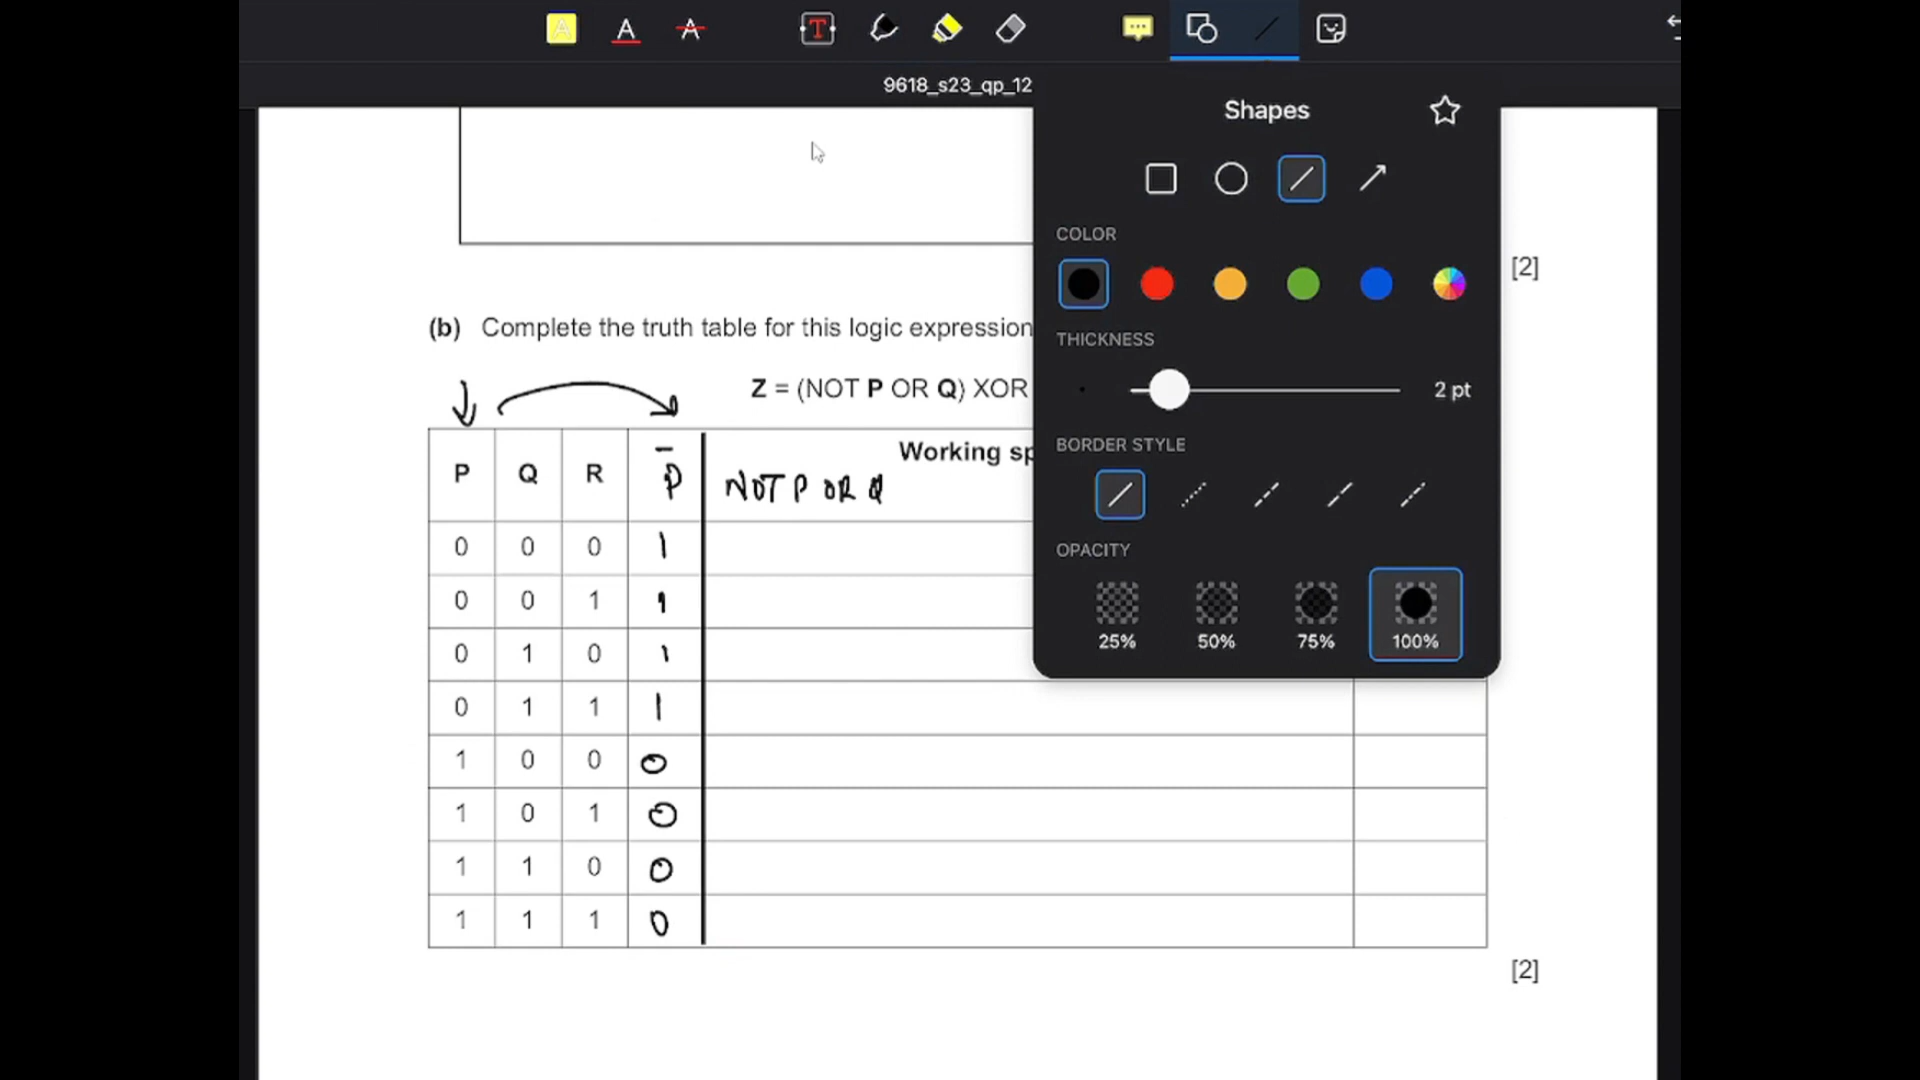 A A A T
9618_s23_qp_12
Shapes
COLOR
THICKNESS
2 pt
BORDER STYLE
OPACITY
25% 50% 75% 100%
[2]
(b) Complete the truth table for this logic expression
Z = (NOT P OR Q) XOR
P Q R P̅ Working
NOT P OR Q
0 0 0 1
0 0 1 1
0 1 0 1
0 1 1 1
1 0 0 0
1 0 1 0
1 1 0 0
1 1 1 0
[2]